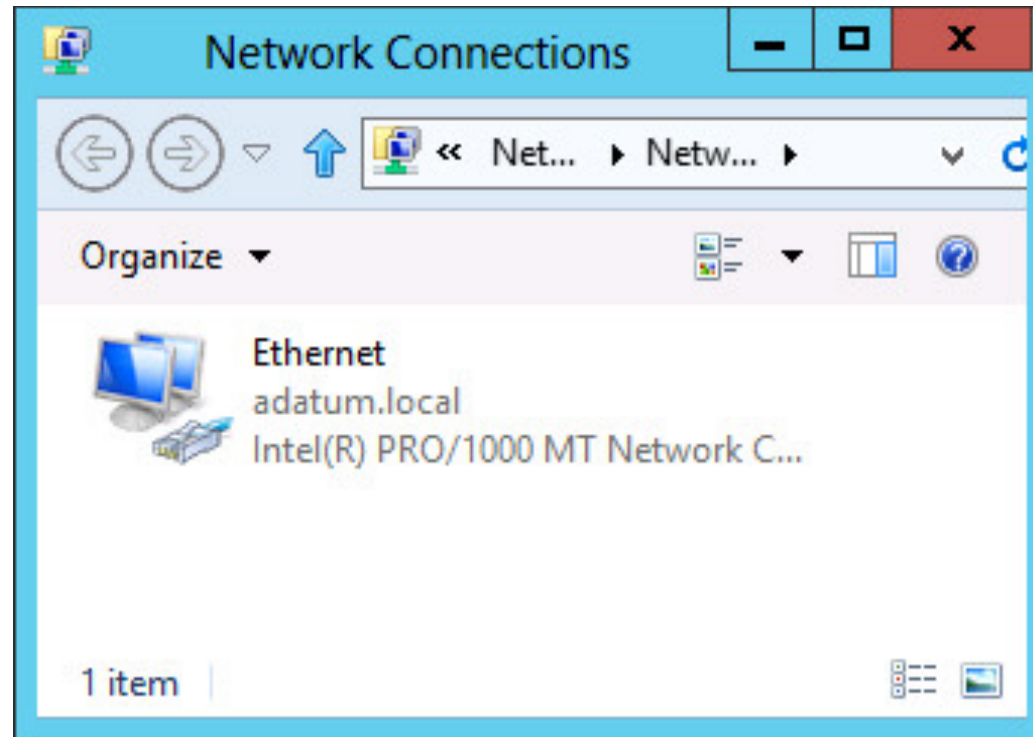 Network Connections
« Net... Netw...
Organize
Ethernet
adatum.local
Intel(R) PRO/1000 MT Network C...
1 item